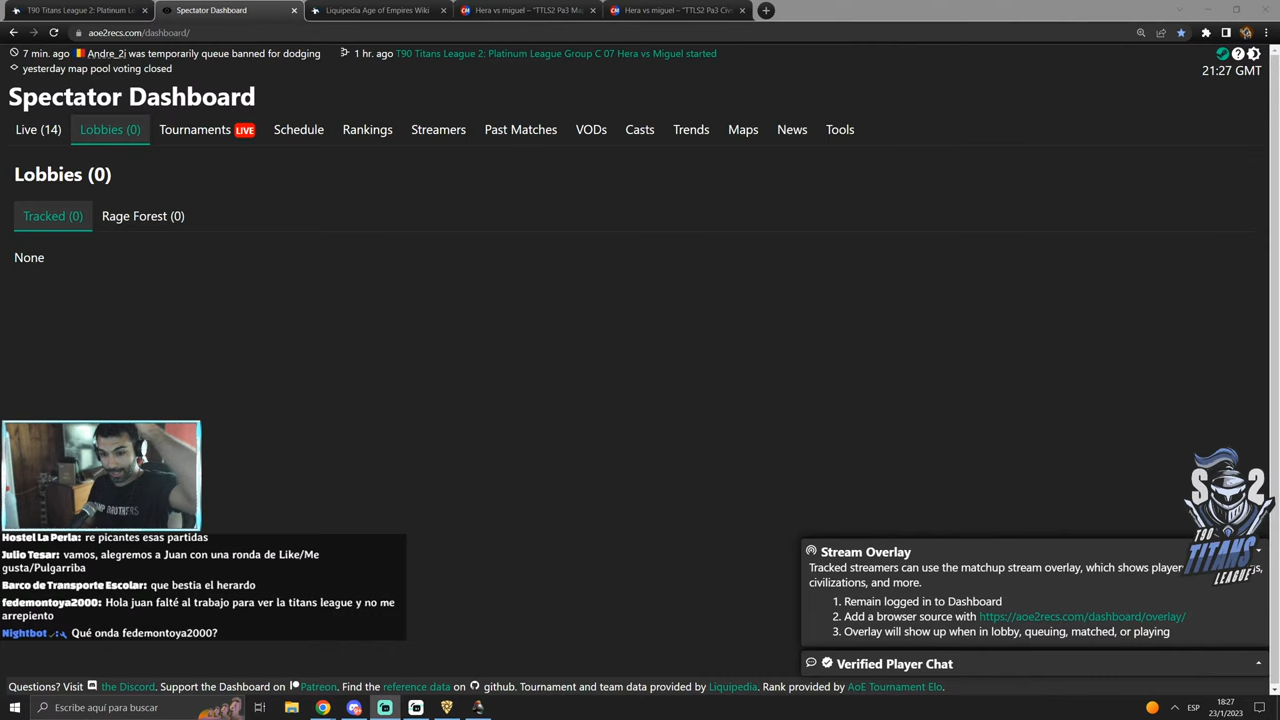 T90 Titans League 2: Platinum Le
Spectator Dashboard
Liquipedia Age of Empires Wiki
Hera vs miguel – "TTLS2 Pa3 Ma
Hera vs miguel – "TTLS2 Pa3 Civ
aoe2recs.com/dashboard/
7 min. ago Andre_2i was temporarily queue banned for dodging
1 hr. ago T90 Titans League 2: Platinum League Group C 07 Hera vs Miguel started
yesterday map pool voting closed
21:27 GMT
Spectator Dashboard
Live (14) Lobbies (0) Tournaments LIVE Schedule Rankings Streamers Past Matches VODs Casts Trends Maps News Tools
Lobbies (0)
Tracked (0) Rage Forest (0)
None
Hostel La Perla: re picantes esas partidas
Julio Tesar: vamos, alegremos a Juan con una ronda de Like/Me
gusta/Pulgarriba
Barco de Transporte Escolar: que bestia el herardo
fedemontoya2000: Hola juan falté al trabajo para ver la titans league y no me
arrepiento
Nightbot: Qué onda fedemontoya2000?
S 2
T90
TITANS
LEAGUE
Stream Overlay
Tracked streamers can use the matchup stream overlay, which shows player
civilizations, and more.
1. Remain logged in to Dashboard
2. Add a browser source with https://aoe2recs.com/dashboard/overlay/
3. Overlay will show up when in lobby, queuing, matched, or playing
Verified Player Chat
Questions? Visit the Discord. Support the Dashboard on Patreon. Find the reference data on github. Tournament and team data provided by Liquipedia. Rank provided by AoE Tournament Elo.
Escribe aquí para buscar
ESP
18:27
23/1/2023